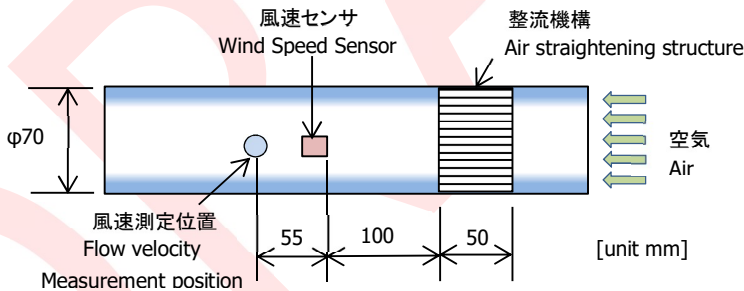 風速センサ
Wind Speed Sensor
整流機構
Air straightening structure
φ70
空気
Air
風速測定位置
Flow velocity
Measurement position
55
100
50
[unit mm]